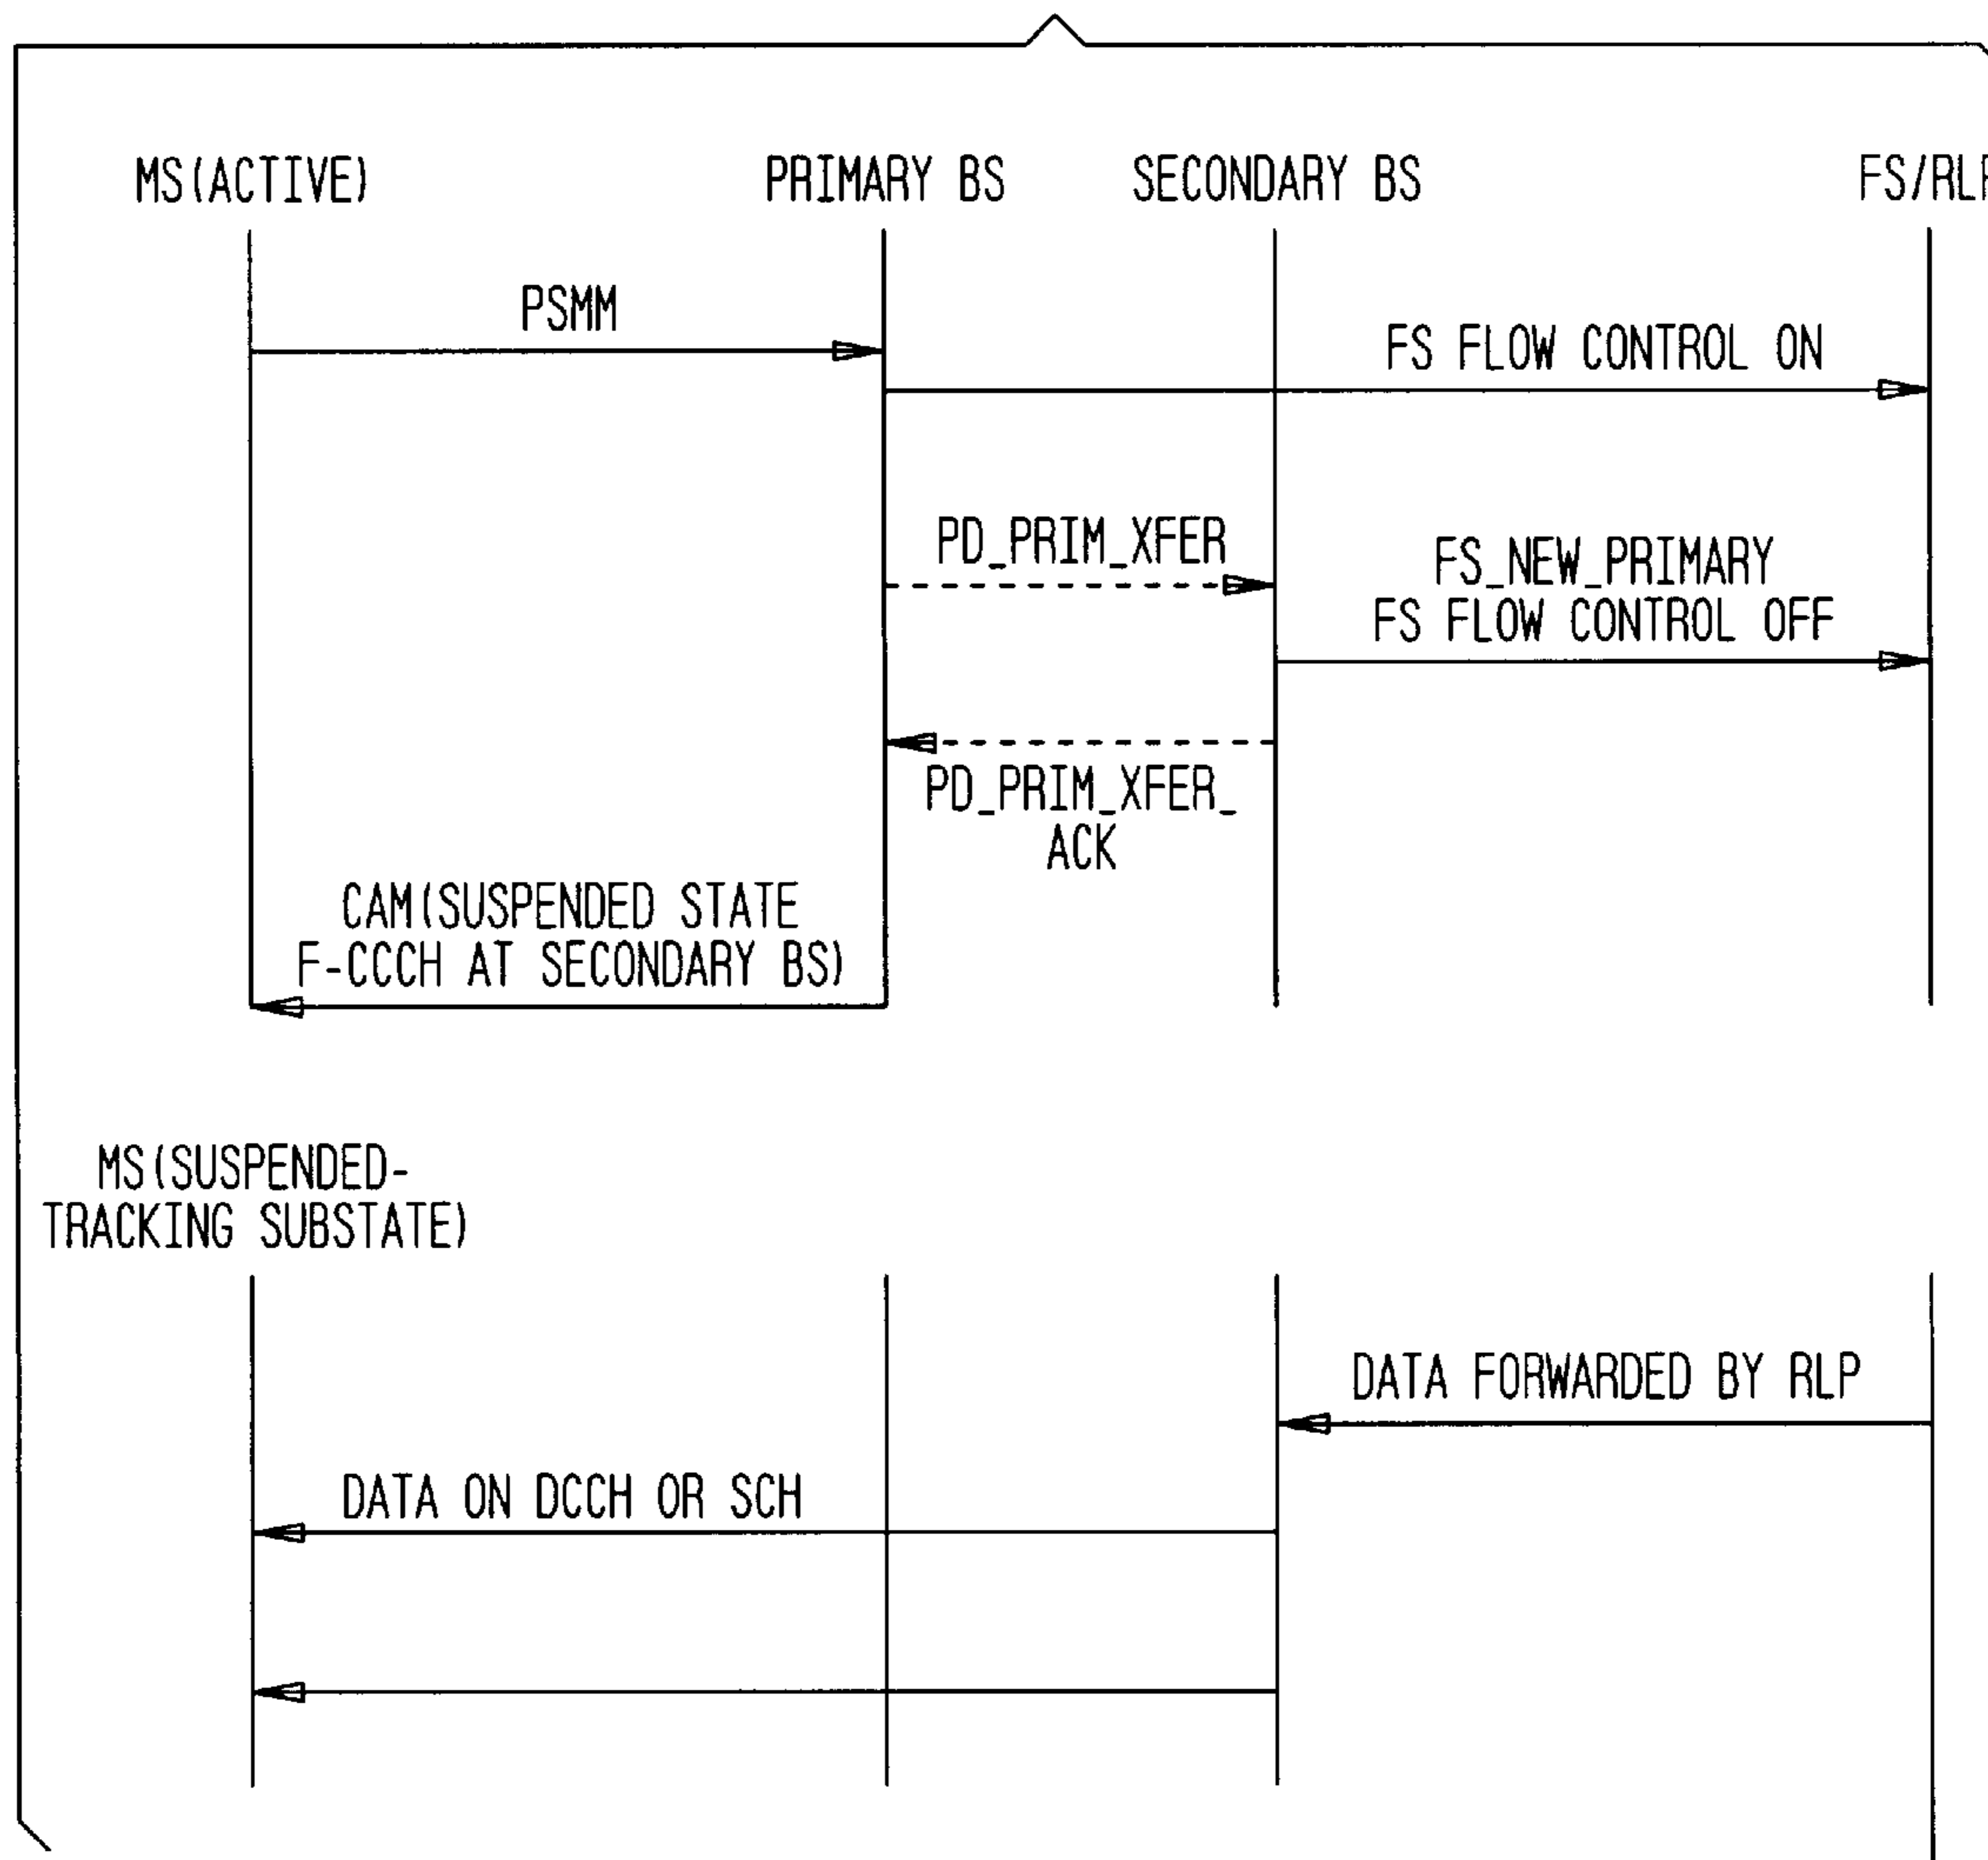 MS(ACTIVE)
PRIMARY BS
SECONDARY BS
FS/RLP
PSMM
FS FLOW CONTROL ON
PD_PRIM_XFER
FS_NEW_PRIMARY
FS FLOW CONTROL OFF
PD_PRIM_XFER_
ACK
CAM(SUSPENDED STATE
F-CCCH AT SECONDARY BS)
MS(SUSPENDED-
TRACKING SUBSTATE)
DATA FORWARDED BY RLP
DATA ON DCCH OR SCH